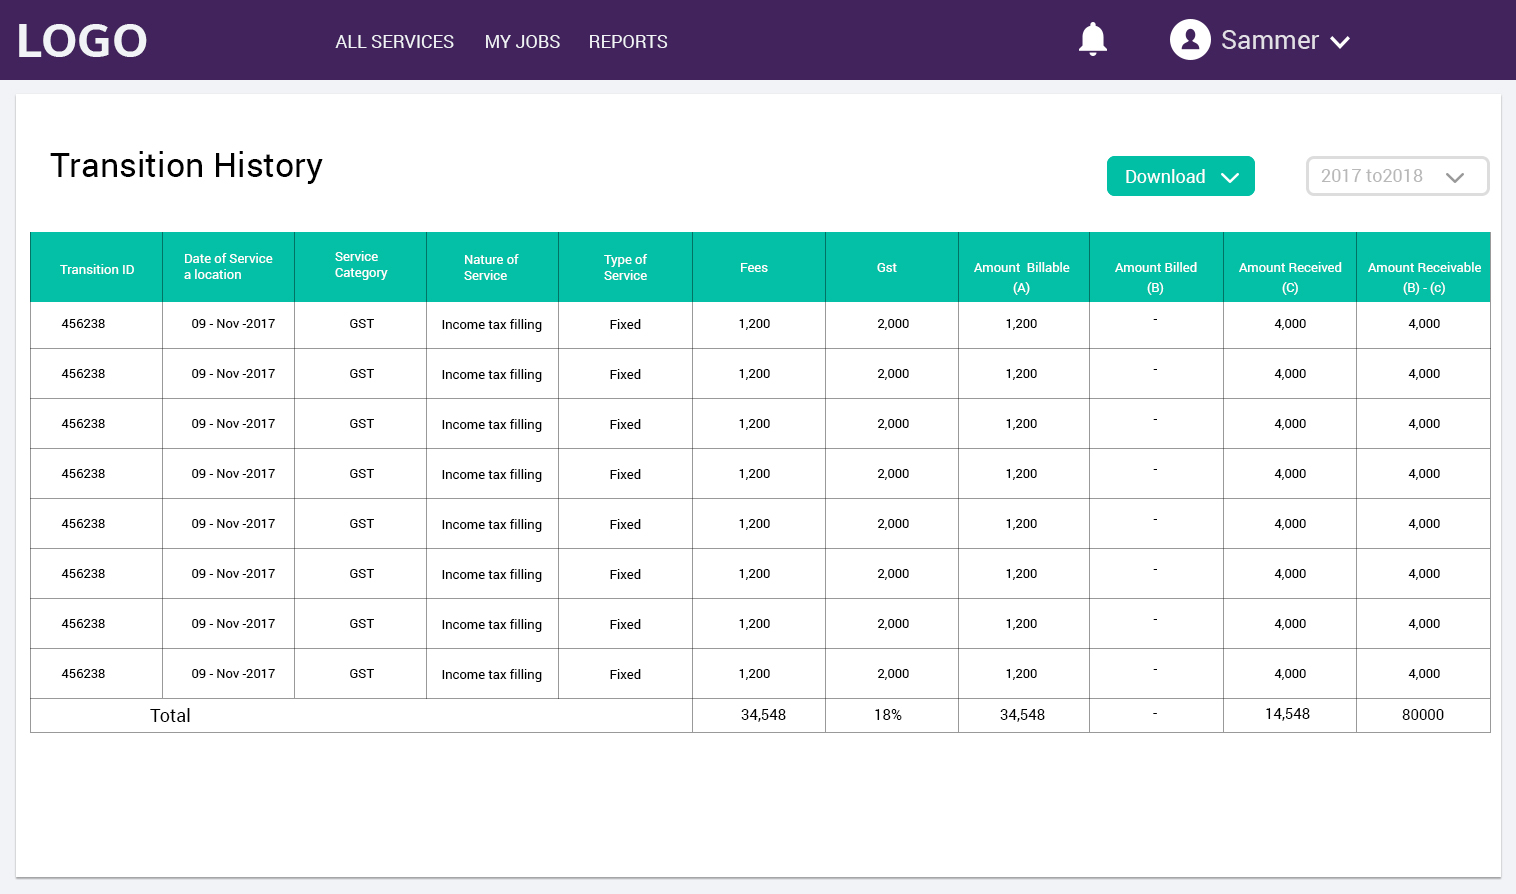 LOGO ALL SERVICES MY JOBS REPORTS Sammer
Transition History Download 2017 to2018
Transition ID Date of Service a location Service Category Nature of Service Type of Service Fees Gst Amount Billable (A) Amount Billed (B) Amount Received (C) Amount Receivable (B) - (c)
456238 09 - Nov -2017 GST Income tax filling Fixed 1,200 2,000 1,200 - 4,000 4,000
456238 09 - Nov -2017 GST Income tax filling Fixed 1,200 2,000 1,200 - 4,000 4,000
456238 09 - Nov -2017 GST Income tax filling Fixed 1,200 2,000 1,200 - 4,000 4,000
456238 09 - Nov -2017 GST Income tax filling Fixed 1,200 2,000 1,200 - 4,000 4,000
456238 09 - Nov -2017 GST Income tax filling Fixed 1,200 2,000 1,200 - 4,000 4,000
456238 09 - Nov -2017 GST Income tax filling Fixed 1,200 2,000 1,200 - 4,000 4,000
456238 09 - Nov -2017 GST Income tax filling Fixed 1,200 2,000 1,200 - 4,000 4,000
456238 09 - Nov -2017 GST Income tax filling Fixed 1,200 2,000 1,200 - 4,000 4,000
Total 34,548 18% 34,548 - 14,548 80000